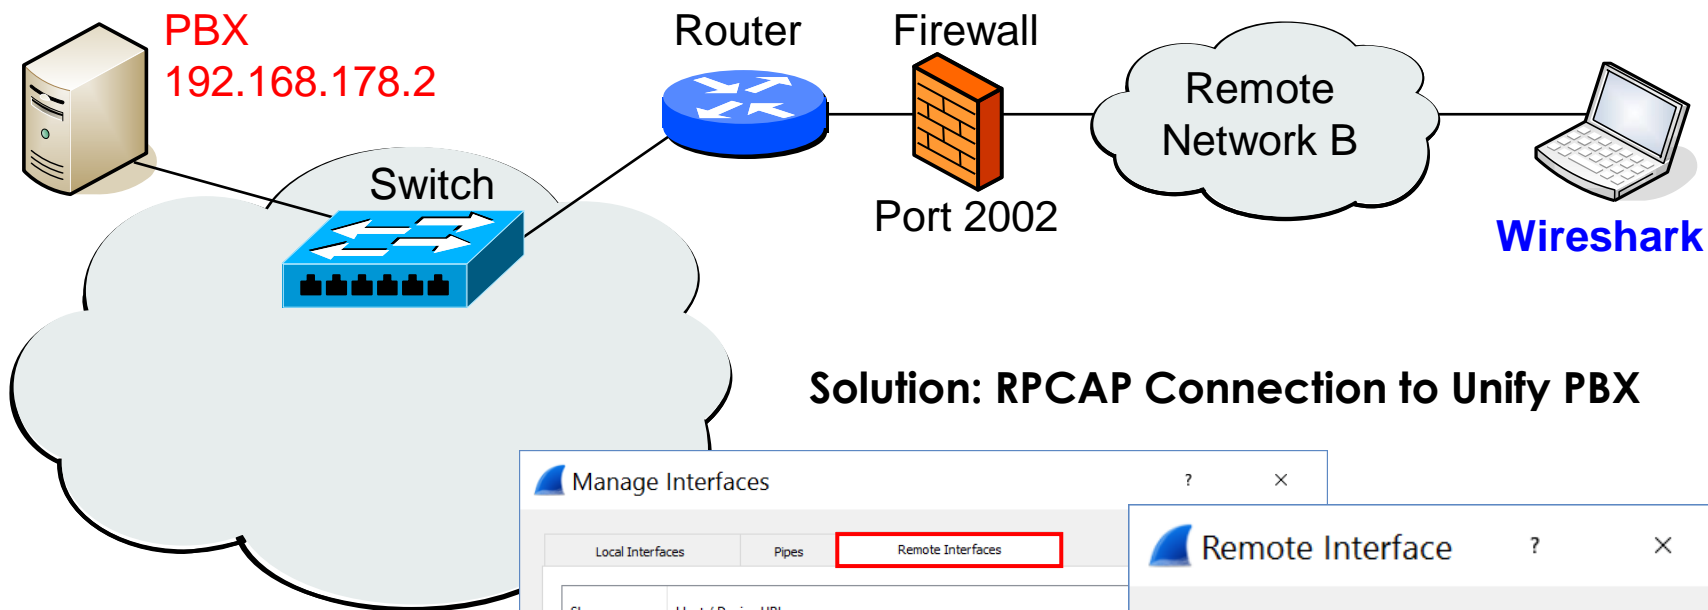 PBX
192.168.178.2
Router
Firewall
Switch
Port 2002
Remote
Network B
Wireshark
Solution: RPCAP Connection to Unify PBX
Manage Interfaces
?
×
Local Interfaces
Pipes
Remote Interfaces
Remote Interface
?
×